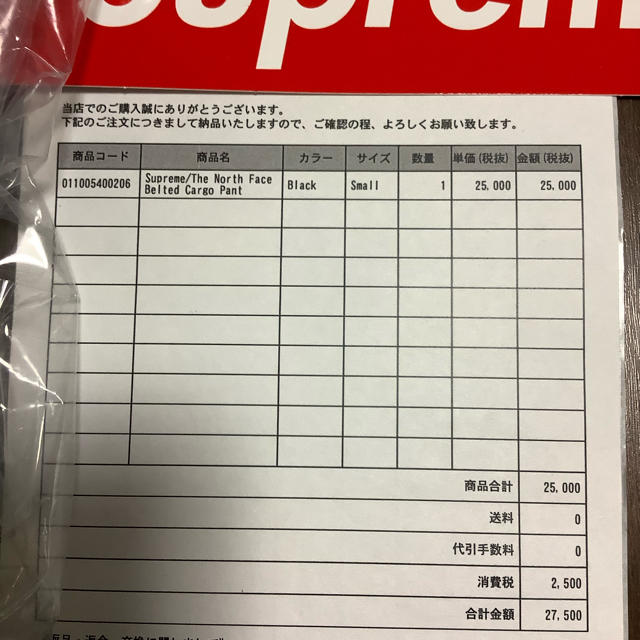 Suprem
当店でのご購入誠にありがとうございます。
下記のご注文につきまして納品いたしますので、ご確認の程、よろしくお願い致します。
商品コード 商品名 カラー サイズ 数量 単価(税抜) 金額(税抜)
011005400206 Supreme/The North Face Black Small 1 25,000 25,000
Belted Cargo Pant
商品合計 25,000
送料 0
代引手数料 0
消費税 2,500
合計金額 27,500